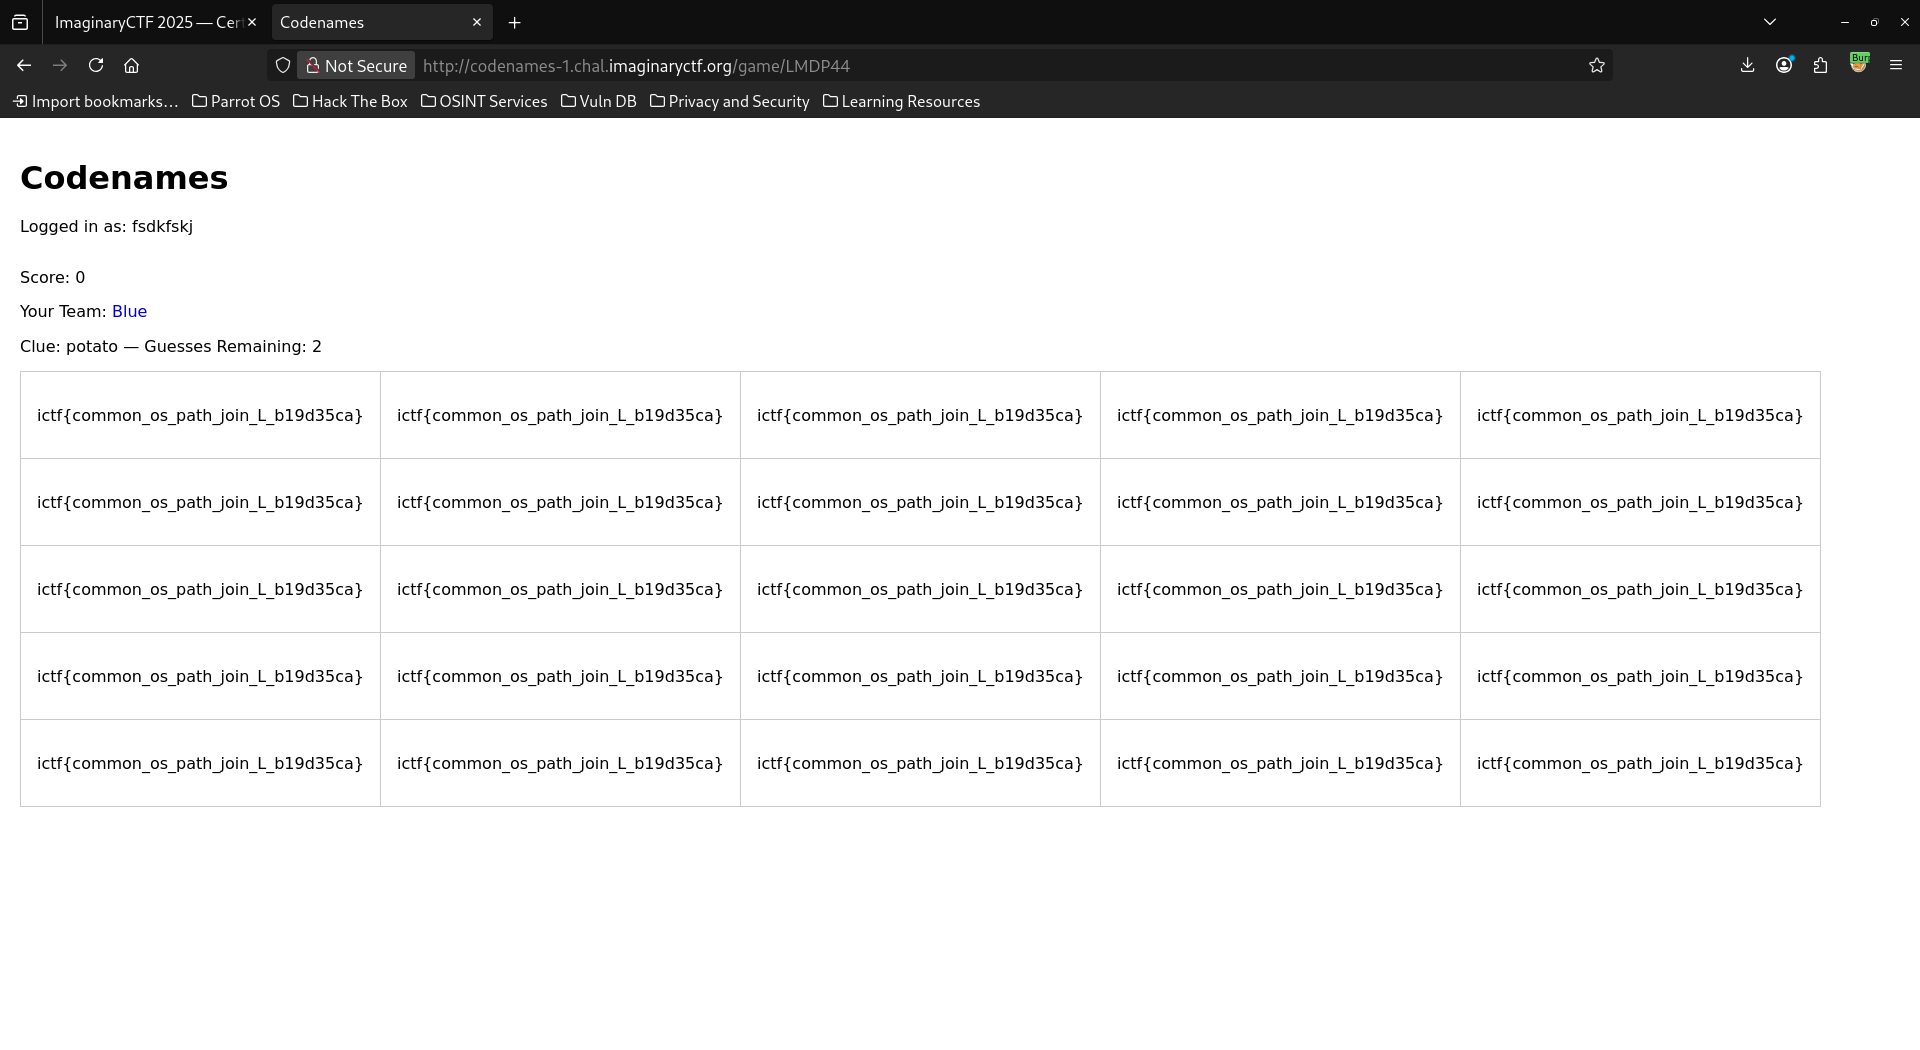 ImaginaryCTF 2025 — Cer
Codenames
Not Secure http://codenames-1.chal.imaginaryctf.org/game/LMDP44
Import bookmarks… Parrot OS Hack The Box OSINT Services Vuln DB Privacy and Security Learning Resources
Codenames
Logged in as: fsdkfskj
Score: 0
Your Team: Blue
Clue: potato — Guesses Remaining: 2
ictf{common_os_path_join_L_b19d35ca} ictf{common_os_path_join_L_b19d35ca} ictf{common_os_path_join_L_b19d35ca} ictf{common_os_path_join_L_b19d35ca} ictf{common_os_path_join_L_b19d35ca}
ictf{common_os_path_join_L_b19d35ca} ictf{common_os_path_join_L_b19d35ca} ictf{common_os_path_join_L_b19d35ca} ictf{common_os_path_join_L_b19d35ca} ictf{common_os_path_join_L_b19d35ca}
ictf{common_os_path_join_L_b19d35ca} ictf{common_os_path_join_L_b19d35ca} ictf{common_os_path_join_L_b19d35ca} ictf{common_os_path_join_L_b19d35ca} ictf{common_os_path_join_L_b19d35ca}
ictf{common_os_path_join_L_b19d35ca} ictf{common_os_path_join_L_b19d35ca} ictf{common_os_path_join_L_b19d35ca} ictf{common_os_path_join_L_b19d35ca} ictf{common_os_path_join_L_b19d35ca}
ictf{common_os_path_join_L_b19d35ca} ictf{common_os_path_join_L_b19d35ca} ictf{common_os_path_join_L_b19d35ca} ictf{common_os_path_join_L_b19d35ca} ictf{common_os_path_join_L_b19d35ca}